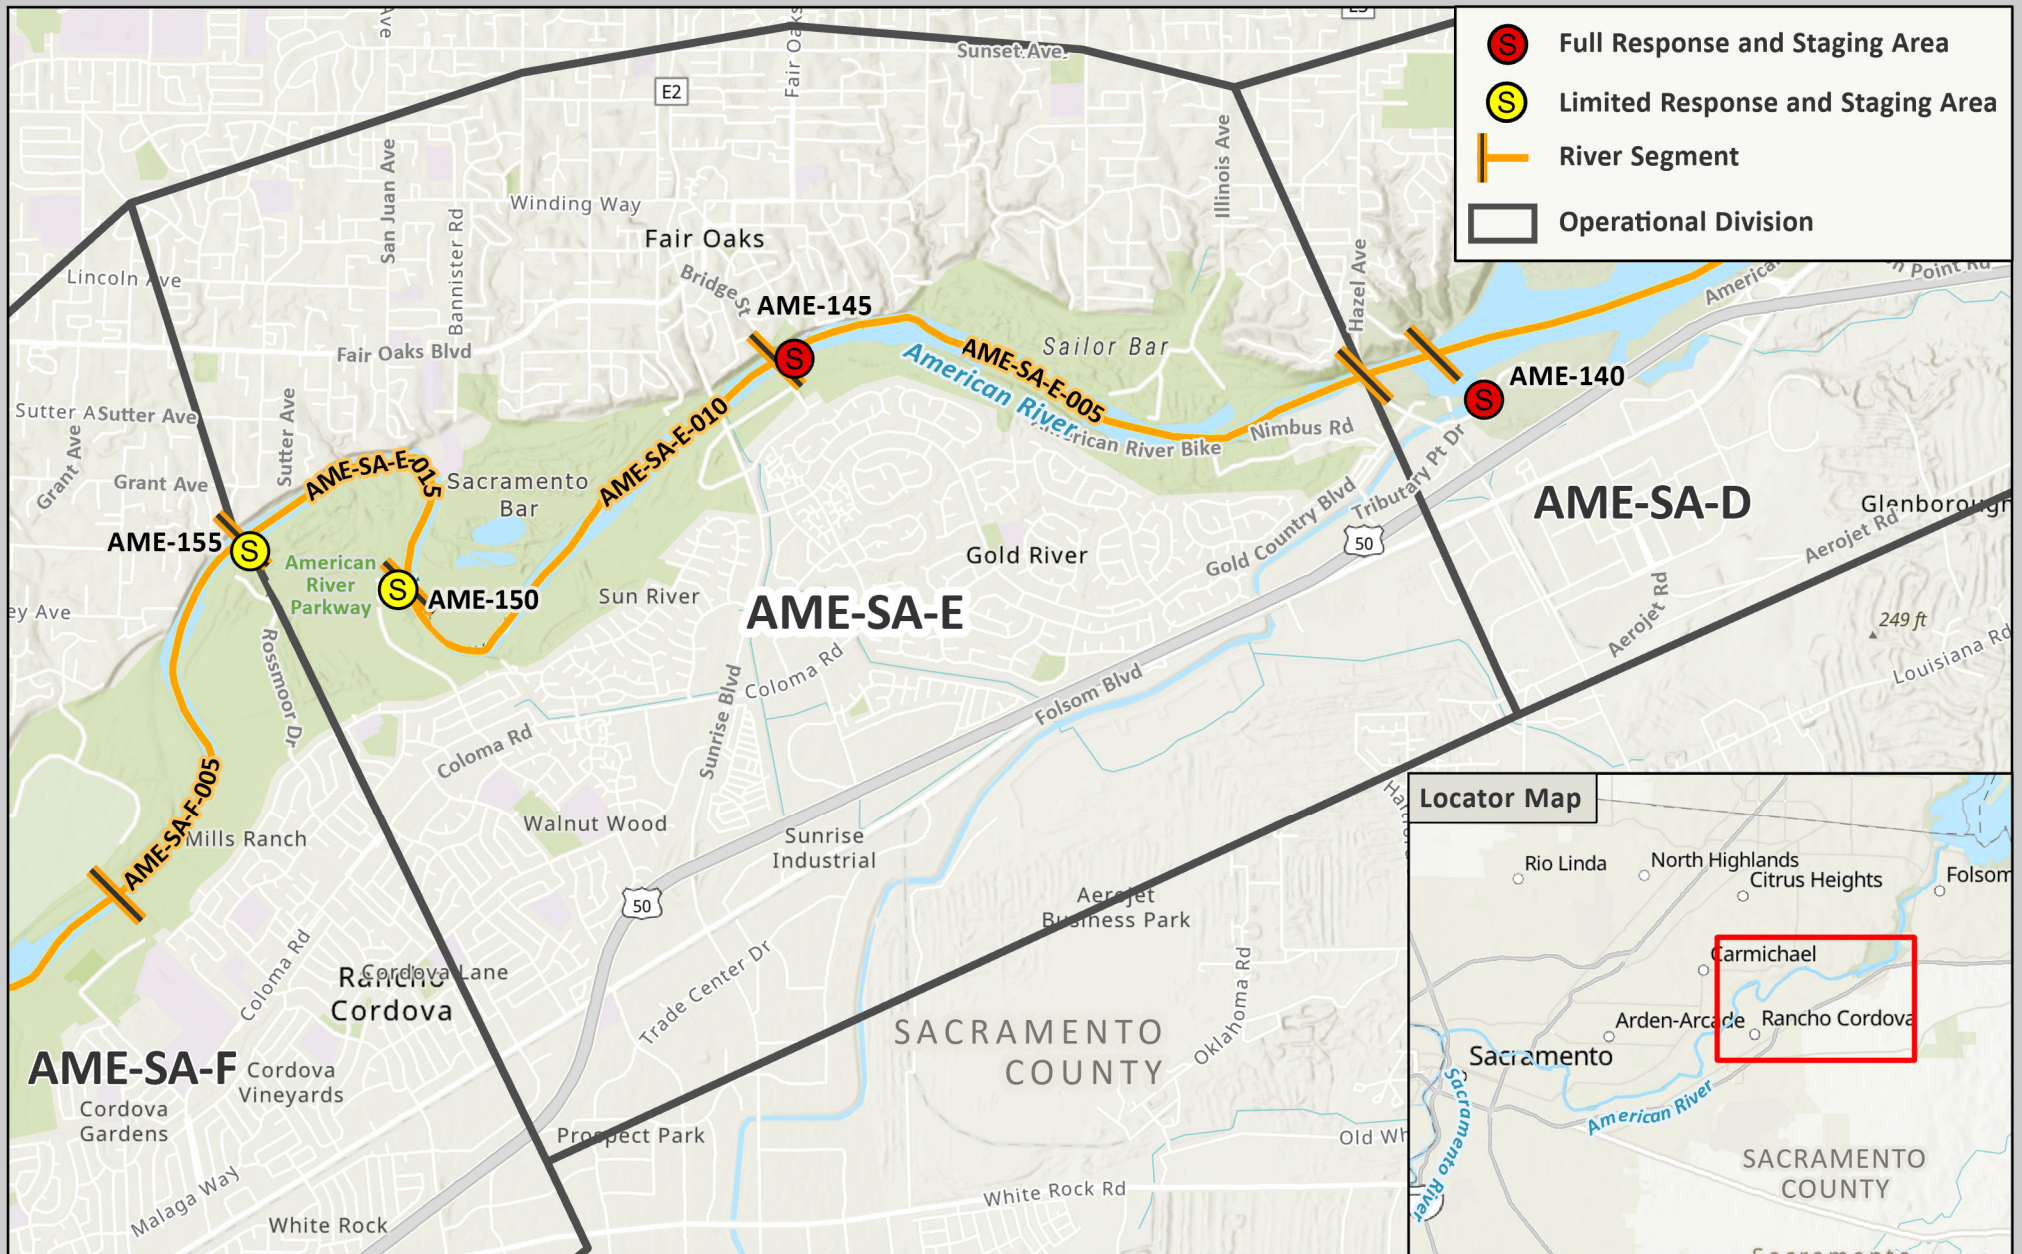 Full Response and Staging Area
Limited Response and Staging Area
River Segment
Operational Division
Sunset Ave
Fair Oaks
E2
Ave
San Juan Ave
Bannister Rd
Winding Way
Fair Oaks
Illinois Ave
Hazel Ave
Lincoln Ave
Bridge St
AME-145
Fair Oaks Blvd
Sailor Bar
AME-SA-E-005
American River
American River Bike
Nimbus Rd
AME-140
American
Point Rd
Sutter A
Sutter Ave
Sutter Ave
Grant Ave
Grant Ave
AME-SA-E-015
Sacramento
Bar
AME-SA-E-010
Tributary Pt Dr
Gold Country Blvd
50
AME-SA-D
Glenborough
Aerojet Rd
Aerojet Rd
249 ft
Louisiana Rd
AME-155
American
River
Parkway
AME-150
Sun River
Gold River
AME-SA-E
ey Ave
Rossmoor Dr
Coloma Rd
Coloma Rd
Sunrise Blvd
Folsom Blvd
AME-SA-F-005
Mills Ranch
Walnut Wood
Sunrise
Industrial
50
Aerojet
Business Park
Coloma Rd
Cordova Lane
Rancho
Cordova
Trade Center Dr
SACRAMENTO
COUNTY
Oklahoma Rd
AME-SA-F
Cordova
Vineyards
Cordova
Gardens
Prospect Park
Old Wh
White Rock Rd
Malaga Way
White Rock
Locator Map
Rio Linda
North Highlands
Citrus Heights
Folsom
Carmichael
Arden-Arcade
Rancho Cordova
Sacramento
American River
Sacramento River
SACRAMENTO
COUNTY
Sacramento